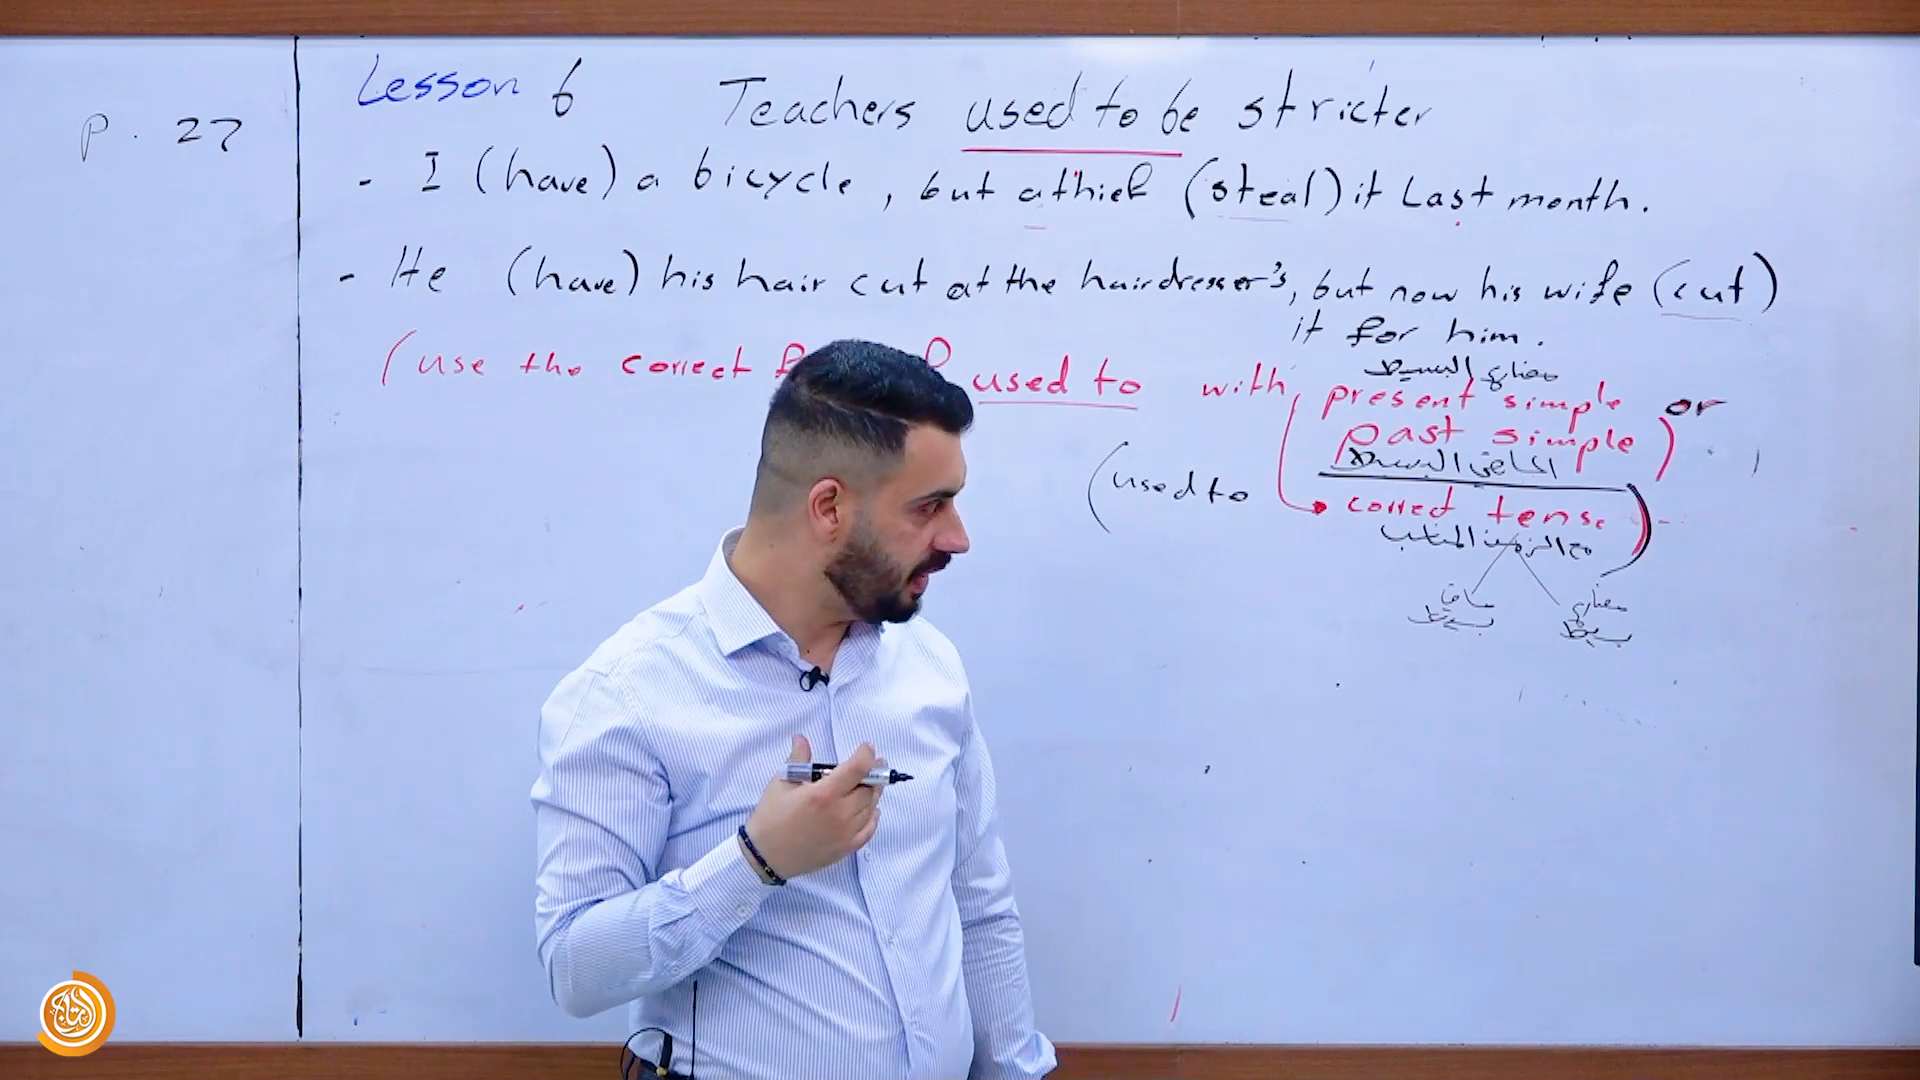 p. 27
Lesson 6 Teachers used to be stricter
- I (have) a bicycle, but a thief (steal) it Last month.
- He (have) his hair cut at the hairdresser's, but now his wife (cut)
it for him.
مضارع البسيط
(use the correct used to with present simple or
past simple)
الماضي البسيط
(used to correct tense)
مع الزمن المناسب
ماضي مضارع
بسيط بسيط